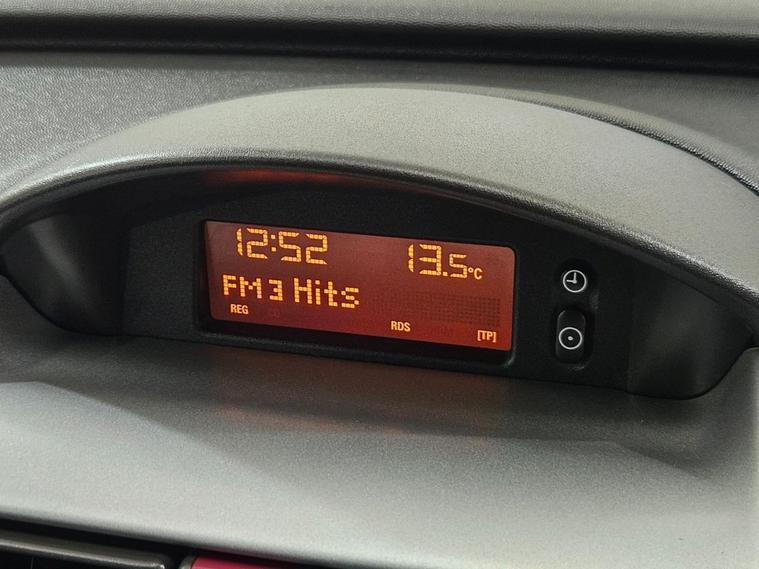 12:52 13.5°C
FM3 Hits
REG RDS [TP]